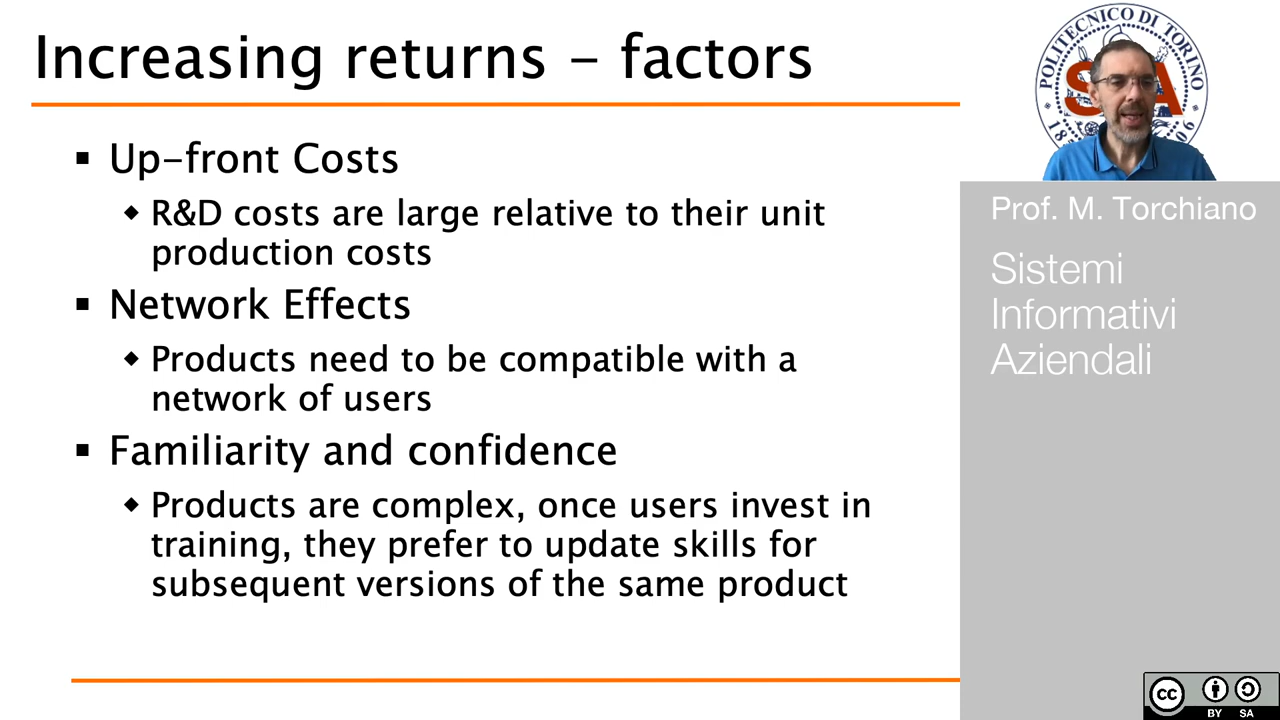 Increasing returns – factors
▪ Up-front Costs
◆ R&D costs are large relative to their unit
production costs
▪ Network Effects
◆ Products need to be compatible with a
network of users
▪ Familiarity and confidence
◆ Products are complex, once users invest in
training, they prefer to update skills for
subsequent versions of the same product
POLITECNICO DI TORINO
Prof. M. Torchiano
Sistemi
Informativi
Aziendali
cc
BY SA